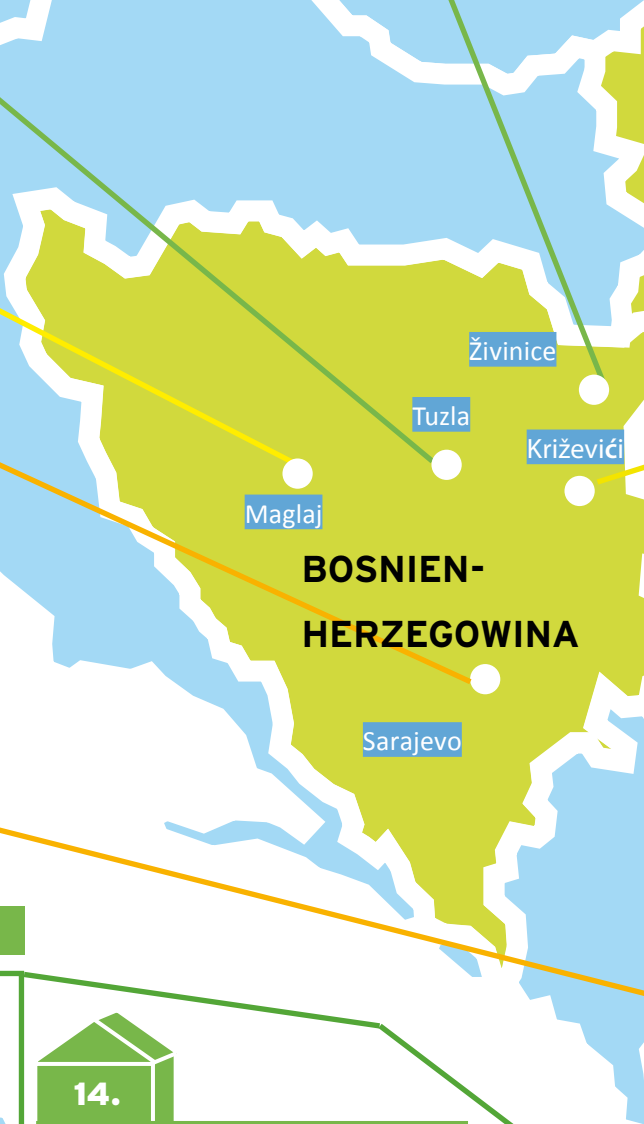 Živinice
Tuzla
Križevići
Maglaj
BOSNIEN-
HERZEGOWINA
Sarajevo
14.